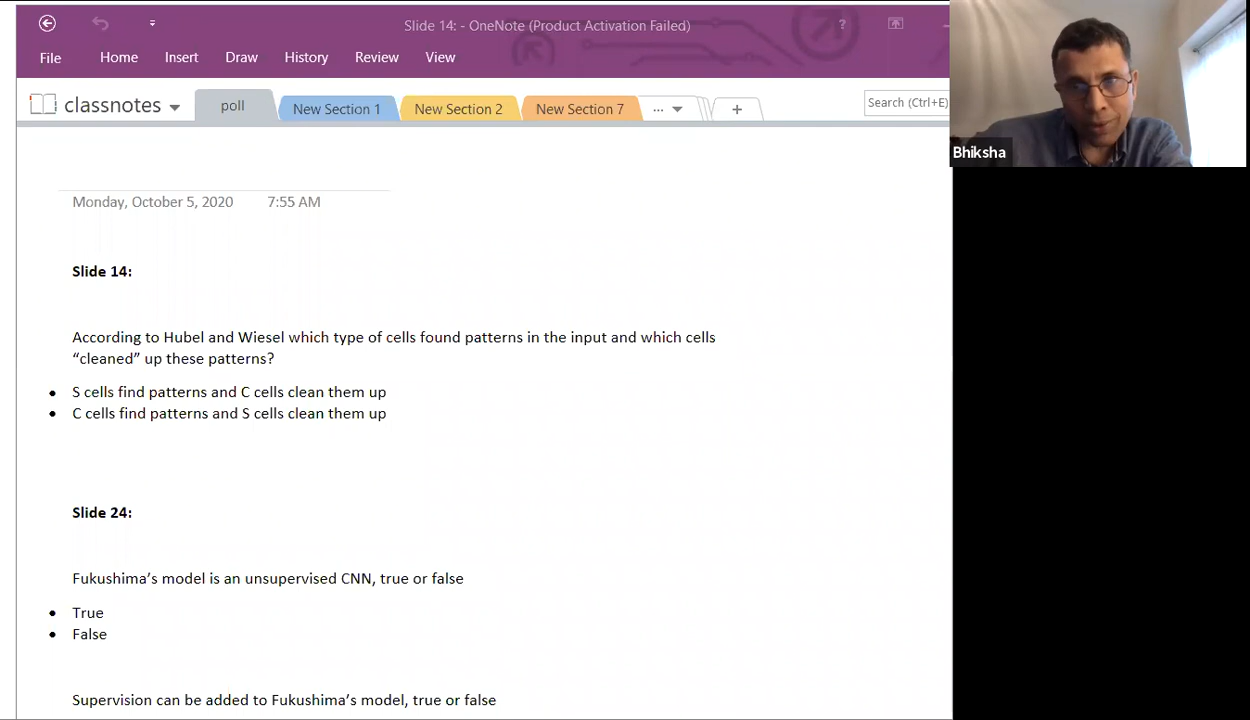 Slide 14: - OneNote (Product Activation Failed)
?
File Home Insert Draw History Review View
classnotes poll New Section 1 New Section 2 New Section 7 ... + Search (Ctrl+E)
Bhiksha
Monday, October 5, 2020 7:55 AM
Slide 14:
According to Hubel and Wiesel which type of cells found patterns in the input and which cells
“cleaned” up these patterns?
• S cells find patterns and C cells clean them up
• C cells find patterns and S cells clean them up
Slide 24:
Fukushima’s model is an unsupervised CNN, true or false
• True
• False
Supervision can be added to Fukushima’s model, true or false